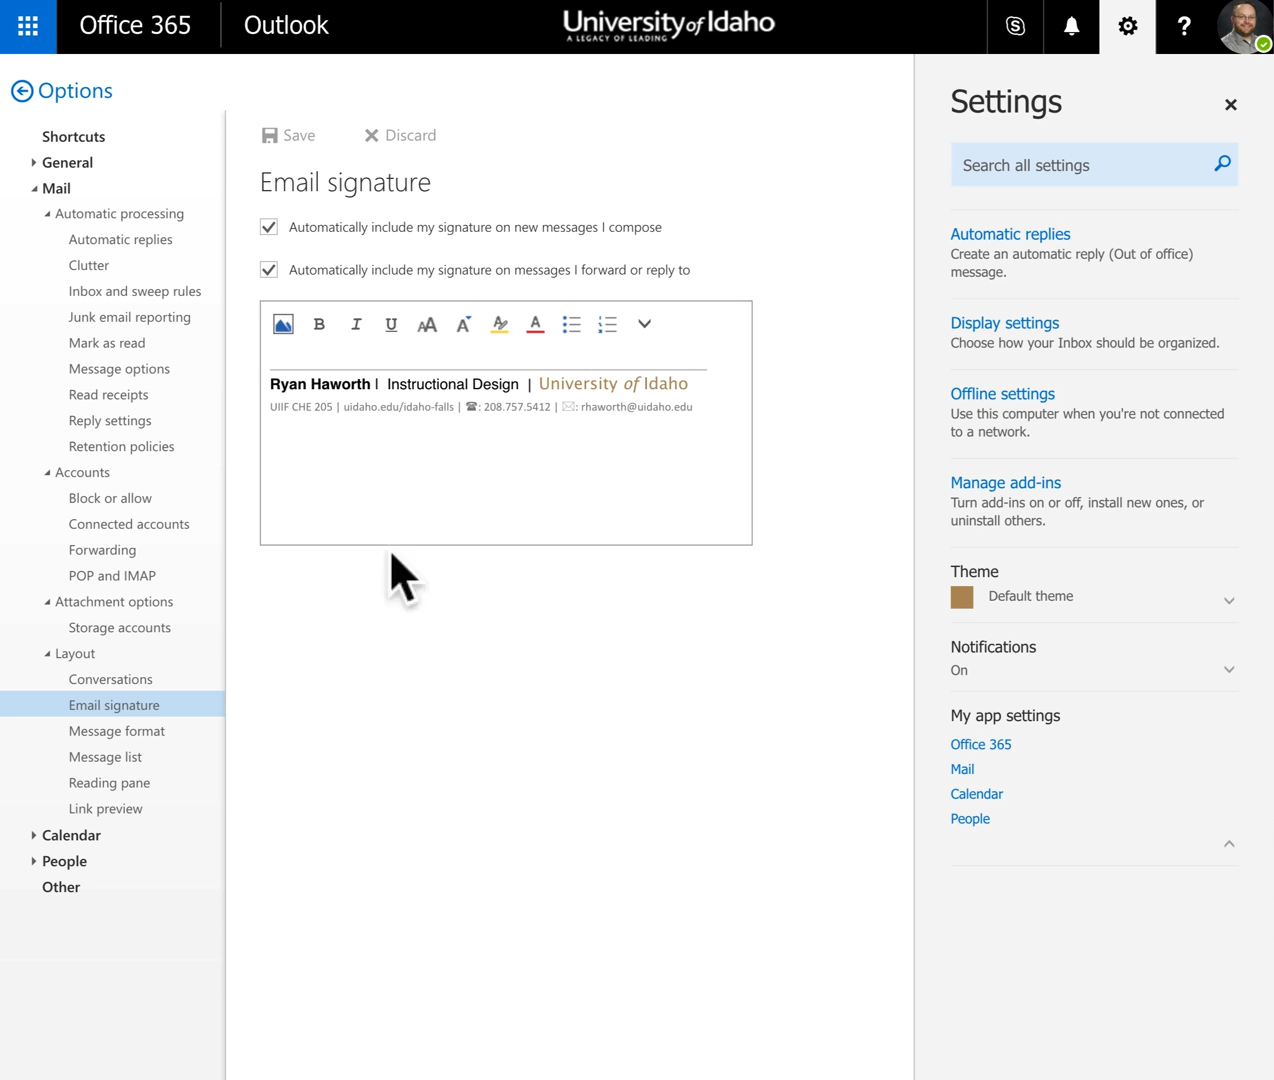 Office 365
Outlook
University of Idaho
A LEGACY OF LEADING
Options
Shortcuts
General
Mail
Automatic processing
Automatic replies
Clutter
Inbox and sweep rules
Junk email reporting
Mark as read
Message options
Read receipts
Reply settings
Retention policies
Accounts
Block or allow
Connected accounts
Forwarding
POP and IMAP
Attachment options
Storage accounts
Layout
Conversations
Email signature
Message format
Message list
Reading pane
Link preview
Calendar
People
Other
Save
Discard
Email signature
Automatically include my signature on new messages I compose
Automatically include my signature on messages I forward or reply to
Ryan Haworth | Instructional Design | University of Idaho
UIIF CHE 205 | uidaho.edu/idaho-falls | ☎: 208.757.5412 | ✉: rhaworth@uidaho.edu
Settings
Search all settings
Automatic replies
Create an automatic reply (Out of office)
message.
Display settings
Choose how your Inbox should be organized.
Offline settings
Use this computer when you're not connected
to a network.
Manage add-ins
Turn add-ins on or off, install new ones, or
uninstall others.
Theme
Default theme
Notifications
On
My app settings
Office 365
Mail
Calendar
People